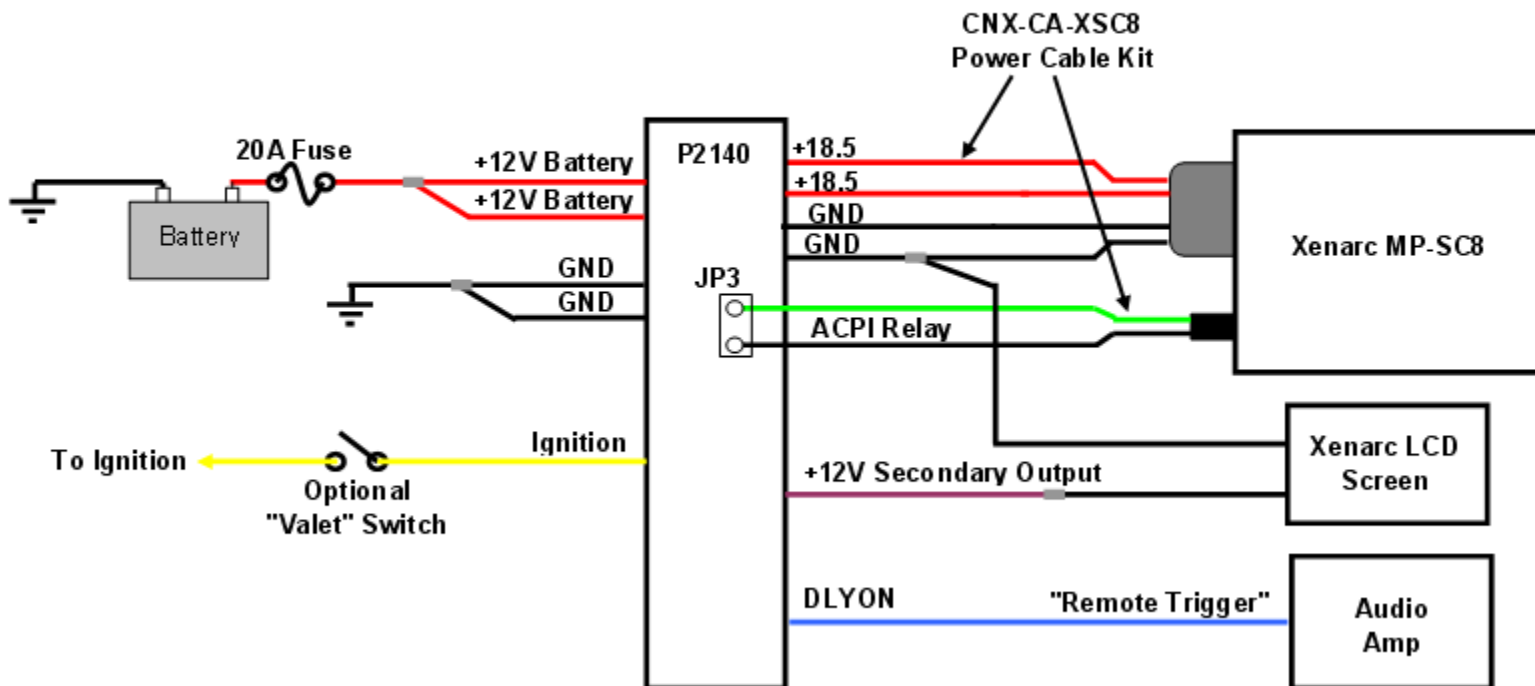 CNX-CA-XSC8
Power Cable Kit
20A Fuse
+12V Battery
+12V Battery
P2140
+18.5
+18.5
GND
GND
Battery
Xenarc MP-SC8
GND
GND
JP3
ACPI Relay
To Ignition
Ignition
Optional
"Valet" Switch
+12V Secondary Output
Xenarc LCD
Screen
DLYON
"Remote Trigger"
Audio
Amp